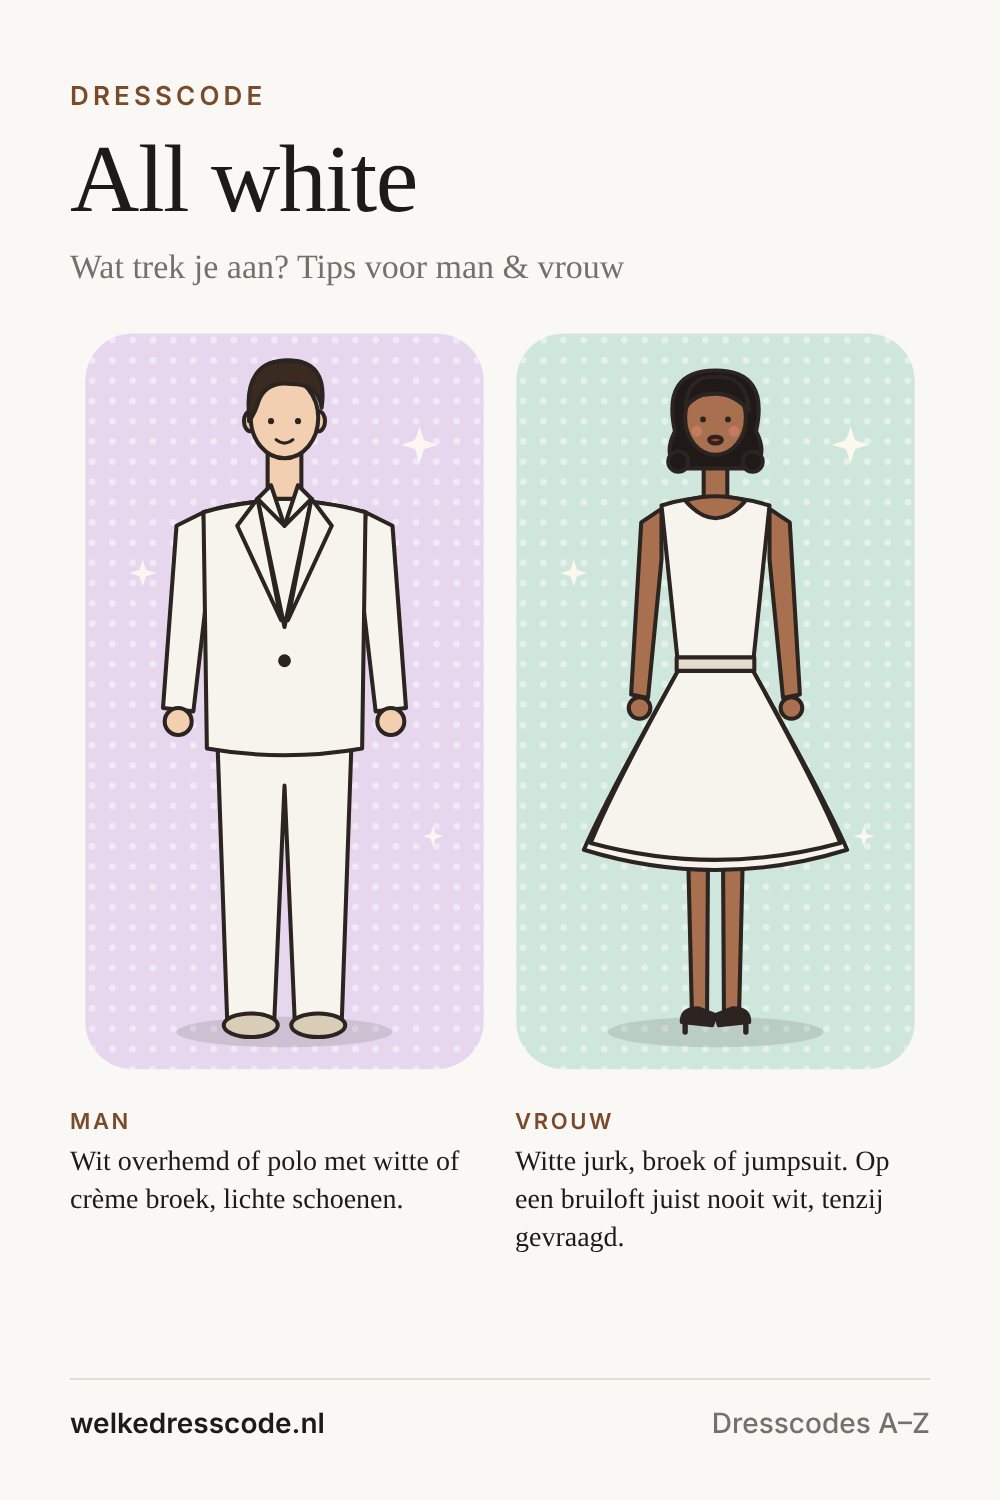 DRESSCODE
All white
Wat trek je aan? Tips voor man & vrouw
MAN
Wit overhemd of polo met witte of
crème broek, lichte schoenen.
VROUW
Witte jurk, broek of jumpsuit. Op
een bruiloft juist nooit wit, tenzij
gevraagd.
welkedresscode.nl
Dresscodes A–Z